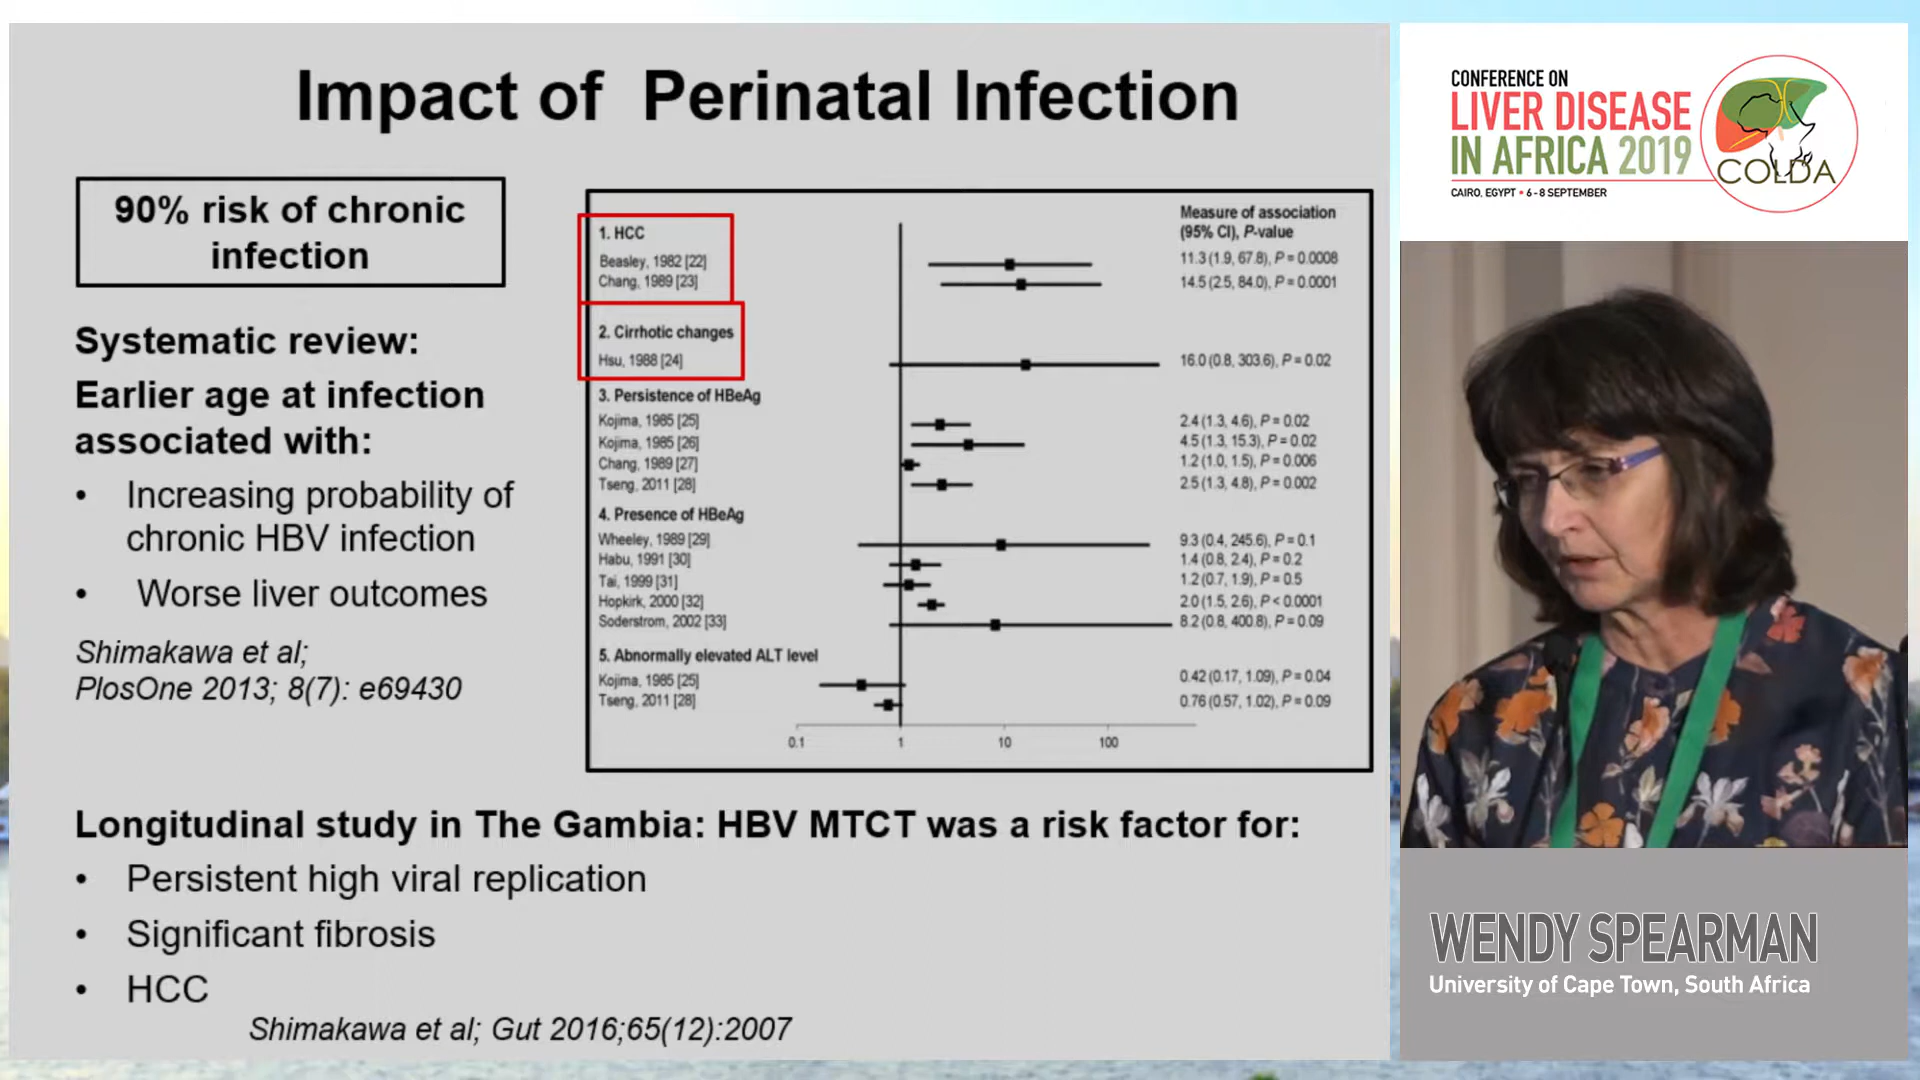 Impact of Perinatal Infection
90% risk of chronic
infection
Systematic review:
Earlier age at infection
associated with:
• Increasing probability of
chronic HBV infection
• Worse liver outcomes
Shimakawa et al;
PlosOne 2013; 8(7): e69430
Measure of association
(95% CI), P-value
1. HCC
Beasley, 1982 [22] 11.3 (1.9, 67.8), P = 0.0008
Chang, 1989 [23] 14.5 (2.5, 84.0), P = 0.0001
2. Cirrhotic changes
Hsu, 1988 [24] 16.0 (0.8, 303.6), P = 0.02
3. Persistence of HBeAg
Kojima, 1985 [25] 2.4 (1.3, 4.6), P = 0.02
Kojima, 1985 [26] 4.5 (1.3, 15.3), P = 0.02
Chang, 1989 [27] 1.2 (1.0, 1.5), P = 0.006
Tseng, 2011 [28] 2.5 (1.3, 4.8), P = 0.002
4. Presence of HBeAg
Wheeley, 1989 [29] 9.3 (0.4, 245.6), P = 0.1
Habu, 1991 [30] 1.4 (0.8, 2.4), P = 0.2
Tai, 1999 [31] 1.2 (0.7, 1.9), P = 0.5
Hopkirk, 2000 [32] 2.0 (1.5, 2.6), P < 0.0001
Soderstrom, 2002 [33] 8.2 (0.8, 400.8), P = 0.09
5. Abnormally elevated ALT level
Kojima, 1985 [25] 0.42 (0.17, 1.09), P = 0.04
Tseng, 2011 [28] 0.76 (0.57, 1.02), P = 0.09
0.1 1 10 100
Longitudinal study in The Gambia: HBV MTCT was a risk factor for:
• Persistent high viral replication
• Significant fibrosis
• HCC
Shimakawa et al; Gut 2016;65(12):2007
CONFERENCE ON
LIVER DISEASE
IN AFRICA 2019
CAIRO, EGYPT • 6 - 8 SEPTEMBER
COLDA
WENDY SPEARMAN
University of Cape Town, South Africa